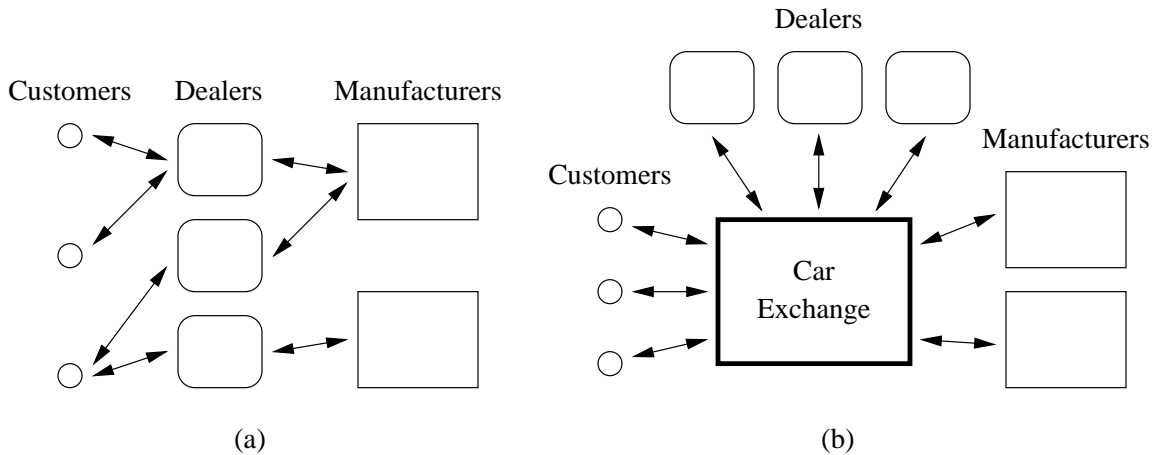 Customers
Dealers
Manufacturers
(a)
Dealers
Customers
Manufacturers
Car
Exchange
(b)